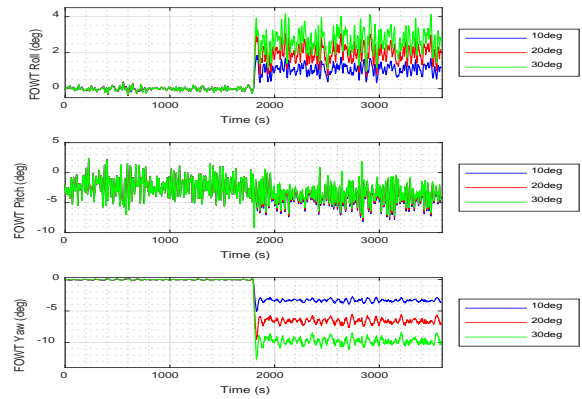 FOWT Roll (deg)
4
2
0
0
1000
2000
3000
Time (s)
10deg
20deg
30deg
FOWT Pitch (deg)
5
0
-5
-10
0
1000
2000
3000
Time (s)
10deg
20deg
30deg
FOWT Yaw (deg)
0
-5
-10
0
1000
2000
3000
Time (s)
10deg
20deg
30deg